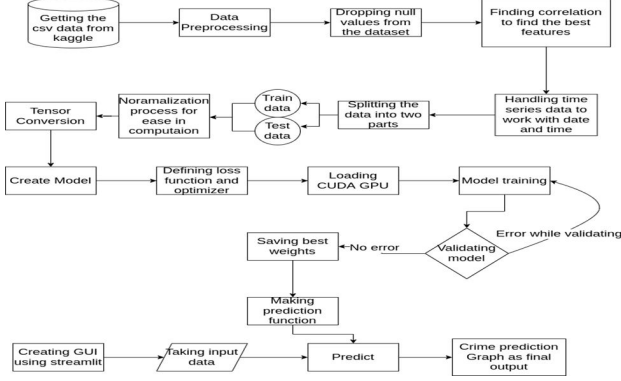 Getting the
csv data from
kaggle
Data
Preprocessing
Dropping null
values from
the dataset
Finding correlation
to find the best
features
Handling time
series data to
work with date
and time
Splitting the
data into two
parts
Train
data
Test
data
Noramalization
process for
ease in
computaion
Tensor
Conversion
Create Model
Defining loss
function and
optimizer
Loading
CUDA GPU
Model training
Error while validating
Validating
model
No error
Saving best
weights
Making
prediction
function
Creating GUI
using streamlit
Taking input
data
Predict
Crime prediction
Graph as final
output